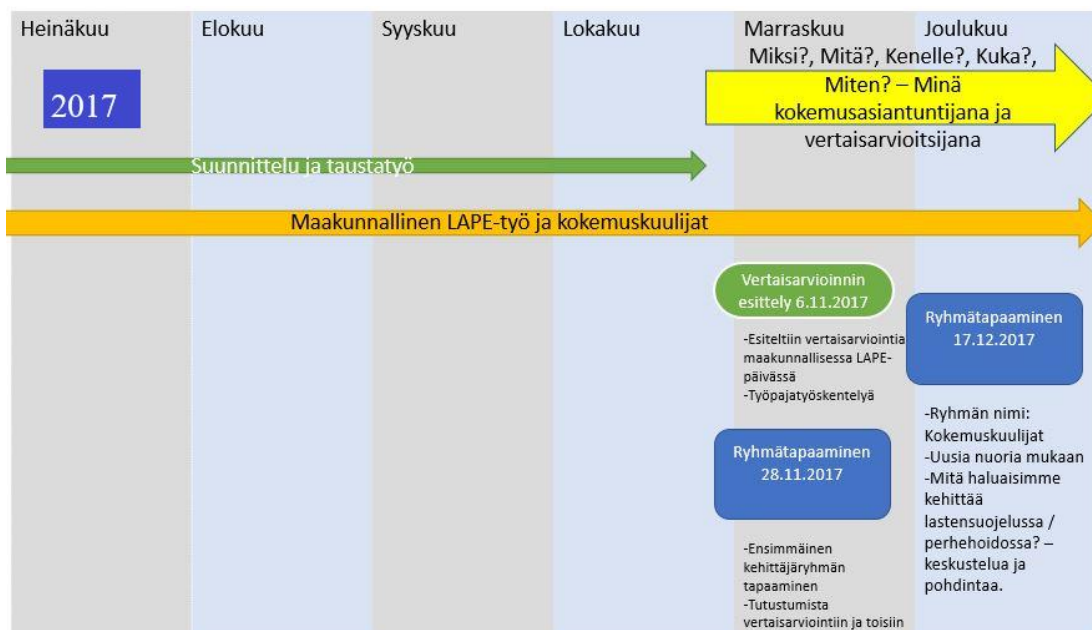 Heinäkuu
Elokuu
Syyskuu
Lokakuu
Marraskuu
Joulukuu
2017
Miksi?, Mitä?, Kenelle?, Kuka?,
Miten? – Minä
kokemusasiantuntijana ja
vertaisarvioitsijana
Suunnittelu ja taustatyö
Maakunnallinen LAPE-työ ja kokemuskuulijat
Vertaisarvioinnin
esittely 6.11.2017
-Esiteltiin vertaisarviointia
maakunnallisessa LAPE-
päivässä
-Työpajatyöskentelyä
Ryhmätapaaminen
28.11.2017
-Ensimmäinen
kehittäjäryhmän
tapaaminen
-Tutustumista
vertaisarviointiin ja toisiin
Ryhmätapaaminen
17.12.2017
-Ryhmän nimi:
Kokemuskuulijat
-Uusia nuoria mukaan
-Mitä haluaisimme
kehittää
lastensuojelussa /
perhehoidossa? –
keskustelua ja
pohdintaa.